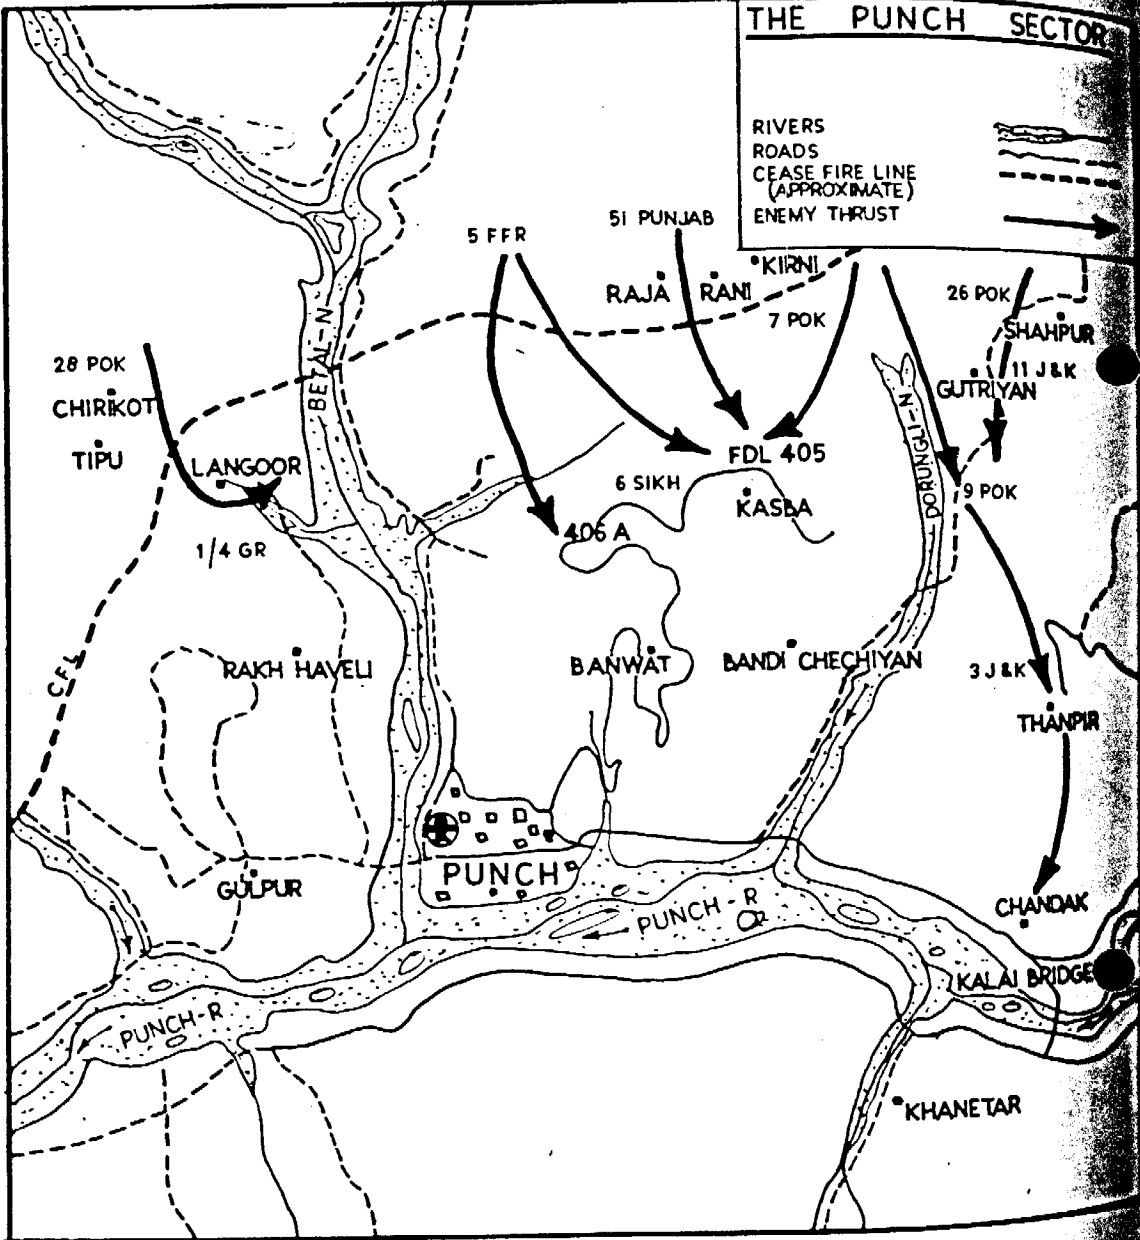 THE PUNCH SECTOR
RIVERS
ROADS
CEASE FIRE LINE
(APPROXIMATE)
ENEMY THRUST
5 FFR
51 PUNJAB
KIRNI
RAJA
RANI
7 POK
26 POK
SHAHPUR
11 J&K
GUTRIYAN
28 POK
CHIRIKOT
TIPU
LANGOOR
BETAL-N
DORUNGLI-N
FDL 405
6 SIKH
KASBA
9 POK
406 A
1/4 GR
C.F.L
RAKH HAVELI
BANWAT
BANDI CHECHIYAN
3 J&K
THANPIR
PUNCH
GULPUR
PUNCH-R
CHANDAK
KALAI BRIDGE
PUNCH-R
KHANETAR